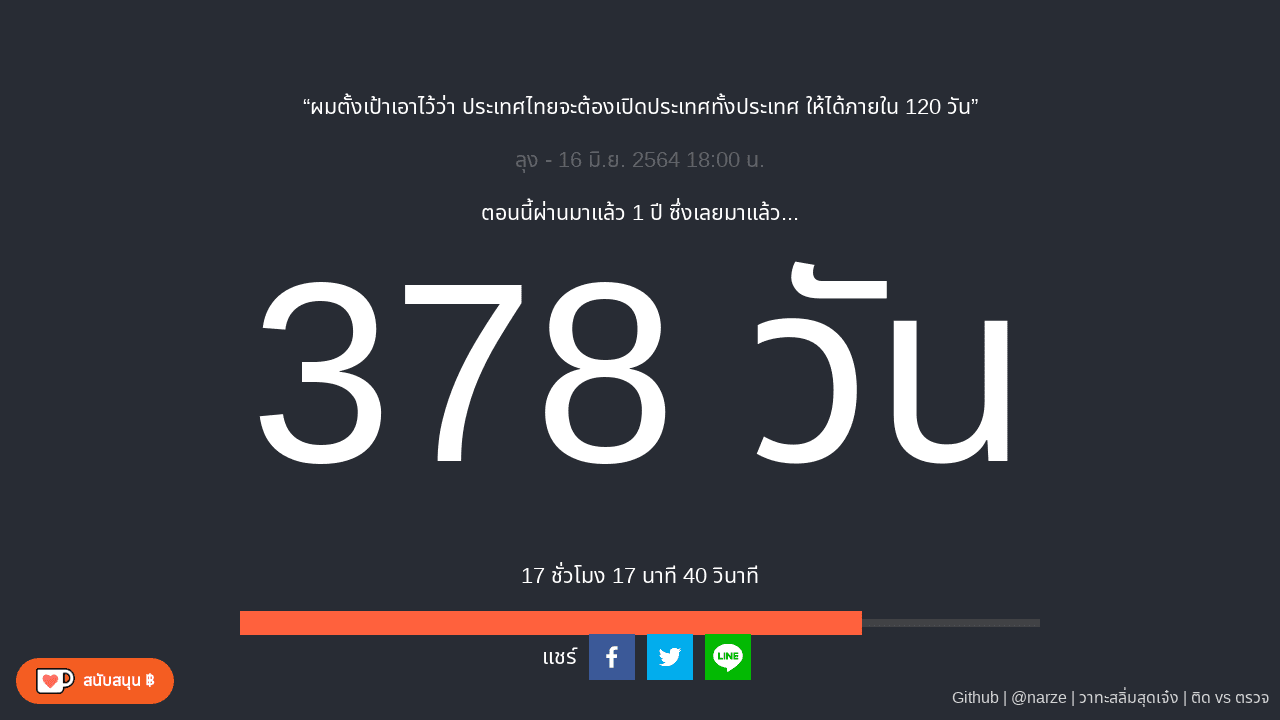 “ผมตั้งเป้าเอาไว้ว่า ประเทศไทยจะต้องเปิดประเทศทั้งประเทศ ให้ได้ภายใน 120 วัน”
ลุง - 16 มิ.ย. 2564 18:00 น.
ตอนนี้ผ่านมาแล้ว 1 ปี ซึ่งเลยมาแล้ว...
378 วัน
17 ชั่วโมง 17 นาที 40 วินาที
แชร์
LINE
สนับสนุน ฿
Github | @narze | วาทะสลิ่มสุดเจ๋ง | ติด vs ตรวจ